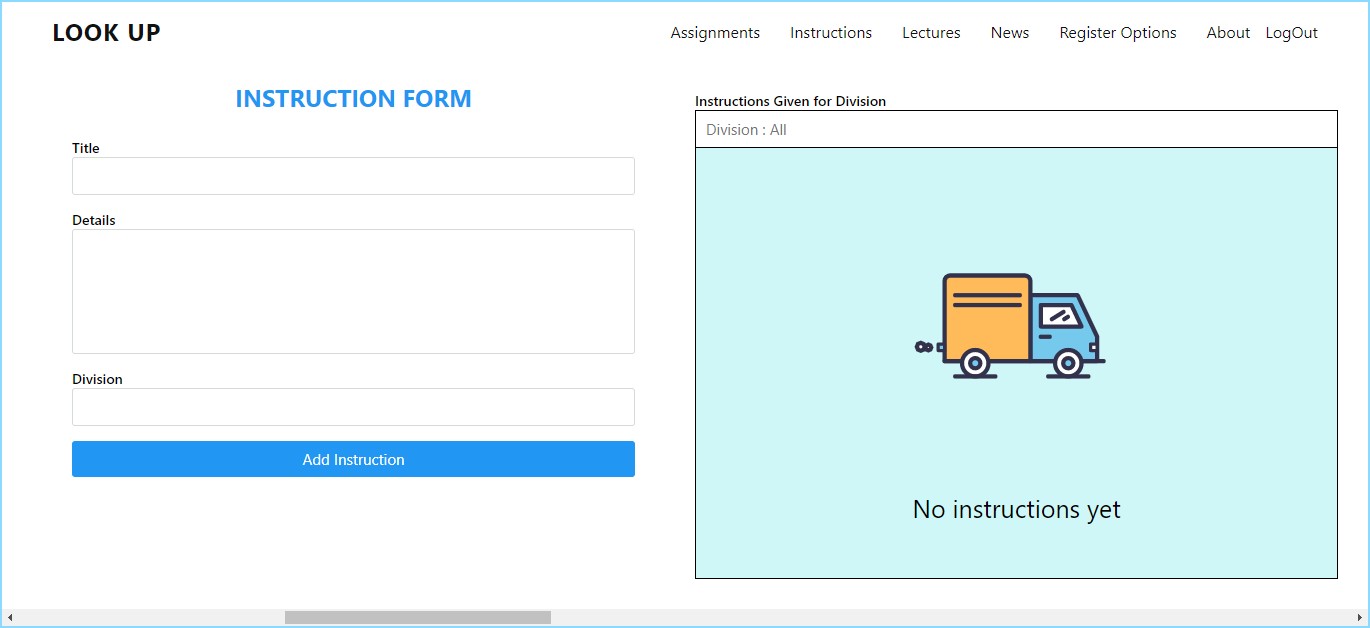 LOOK UP
Assignments Instructions Lectures News Register Options About LogOut
INSTRUCTION FORM
Title
Details
Division
Add Instruction
Instructions Given for Division
Division : All
No instructions yet